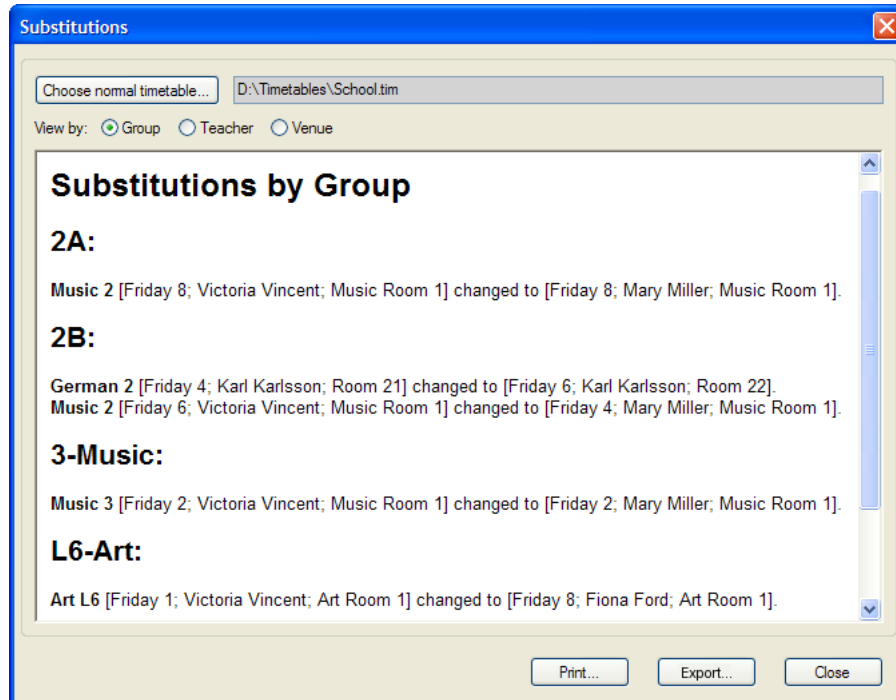 Substitutions
Choose normal timetable...
D:\Timetables\School.tim
View by: Group Teacher Venue
Substitutions by Group
2A:
Music 2 [Friday 8; Victoria Vincent; Music Room 1] changed to [Friday 8; Mary Miller; Music Room 1].
2B:
German 2 [Friday 4; Karl Karlsson; Room 21] changed to [Friday 6; Karl Karlsson; Room 22].
Music 2 [Friday 6; Victoria Vincent; Music Room 1] changed to [Friday 4; Mary Miller; Music Room 1].
3-Music:
Music 3 [Friday 2; Victoria Vincent; Music Room 1] changed to [Friday 2; Mary Miller; Music Room 1].
L6-Art:
Art L6 [Friday 1; Victoria Vincent; Art Room 1] changed to [Friday 8; Fiona Ford; Art Room 1].
Print... Export... Close